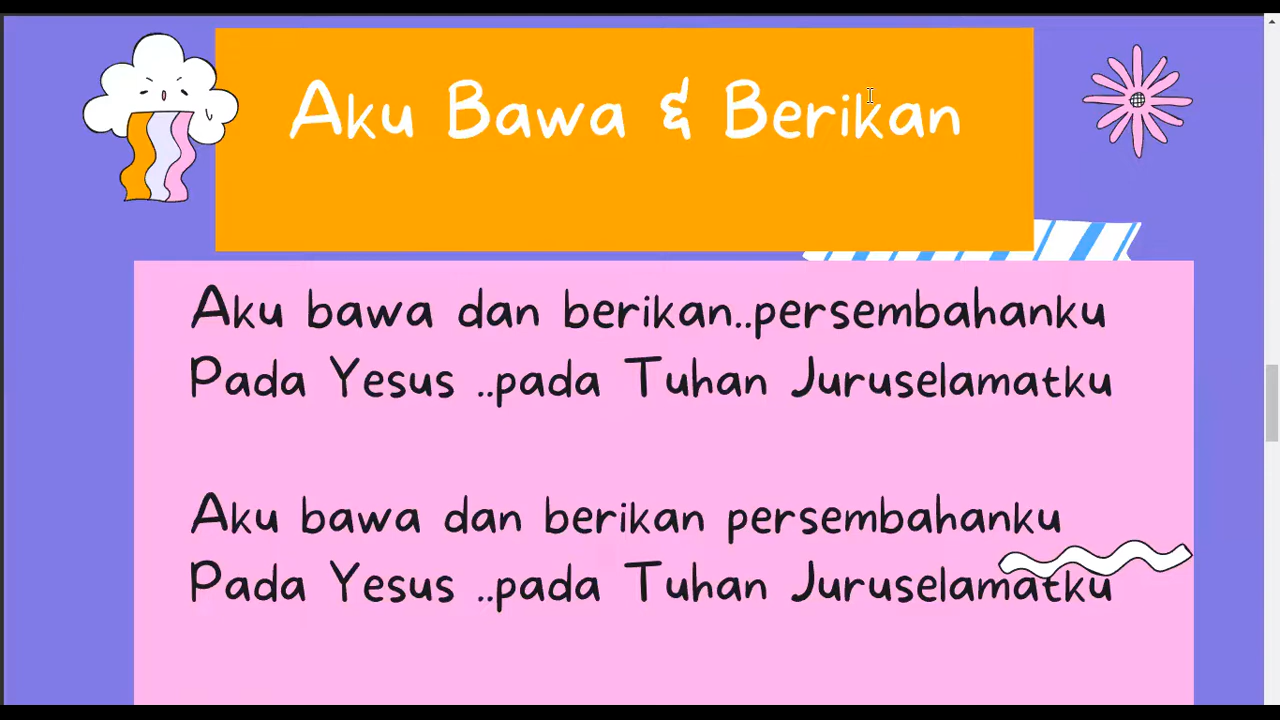 Aku Bawa & Berikan
Aku bawa dan berikan..persembahanku
Pada Yesus ..pada Tuhan Juruselamatku
Aku bawa dan berikan persembahanku
Pada Yesus ..pada Tuhan Juruselamatku